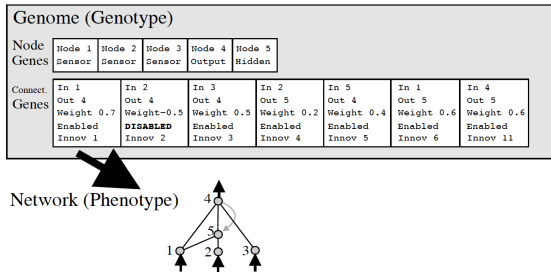 Genome (Genotype)
Node Genes
Node 1 Sensor
Node 2 Sensor
Node 3 Sensor
Node 4 Output
Node 5 Hidden
Connect. Genes
In 1
Out 4
Weight 0.7
Enabled
Innov 1
In 2
Out 4
Weight-0.5
DISABLED
Innov 2
In 3
Out 4
Weight 0.5
Enabled
Innov 3
In 2
Out 5
Weight 0.2
Enabled
Innov 4
In 5
Out 4
Weight 0.4
Enabled
Innov 5
In 1
Out 5
Weight 0.6
Enabled
Innov 6
In 4
Out 5
Weight 0.6
Enabled
Innov 11
Network (Phenotype)
4
5
1
2
3